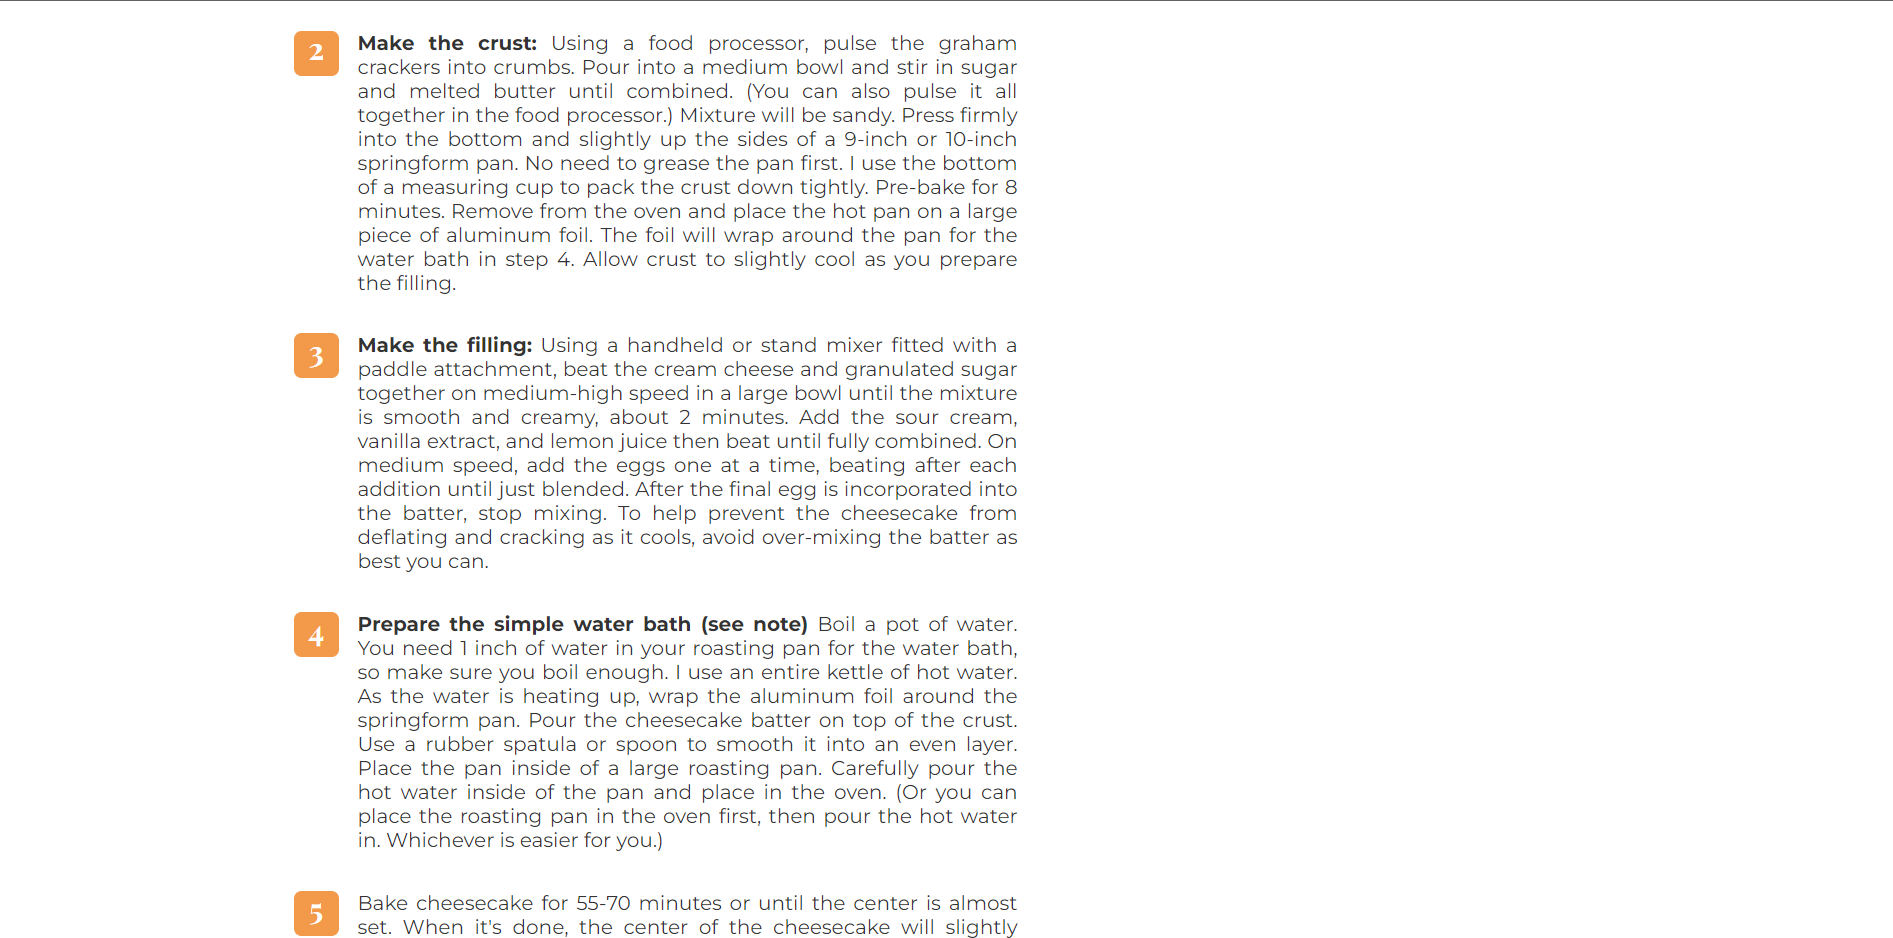 2
Make the crust: Using a food processor, pulse the graham
crackers into crumbs. Pour into a medium bowl and stir in sugar
and melted butter until combined. (You can also pulse it all
together in the food processor.) Mixture will be sandy. Press firmly
into the bottom and slightly up the sides of a 9-inch or 10-inch
springform pan. No need to grease the pan first. I use the bottom
of a measuring cup to pack the crust down tightly. Pre-bake for 8
minutes. Remove from the oven and place the hot pan on a large
piece of aluminum foil. The foil will wrap around the pan for the
water bath in step 4. Allow crust to slightly cool as you prepare
the filling.
3
Make the filling: Using a handheld or stand mixer fitted with a
paddle attachment, beat the cream cheese and granulated sugar
together on medium-high speed in a large bowl until the mixture
is smooth and creamy, about 2 minutes. Add the sour cream,
vanilla extract, and lemon juice then beat until fully combined. On
medium speed, add the eggs one at a time, beating after each
addition until just blended. After the final egg is incorporated into
the batter, stop mixing. To help prevent the cheesecake from
deflating and cracking as it cools, avoid over-mixing the batter as
best you can.
4
Prepare the simple water bath (see note) Boil a pot of water.
You need 1 inch of water in your roasting pan for the water bath,
so make sure you boil enough. I use an entire kettle of hot water.
As the water is heating up, wrap the aluminum foil around the
springform pan. Pour the cheesecake batter on top of the crust.
Use a rubber spatula or spoon to smooth it into an even layer.
Place the pan inside of a large roasting pan. Carefully pour the
hot water inside of the pan and place in the oven. (Or you can
place the roasting pan in the oven first, then pour the hot water
in. Whichever is easier for you.)
5
Bake cheesecake for 55-70 minutes or until the center is almost
set. When it's done, the center of the cheesecake will slightly